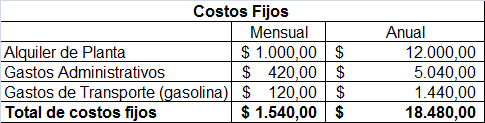 Costos Fijos
Mensual Anual
Alquiler de Planta $ 1.000,00 $ 12.000,00
Gastos Administrativos $ 420,00 $ 5.040,00
Gastos de Transporte (gasolina) $ 120,00 $ 1.440,00
Total de costos fijos $ 1.540,00 $ 18.480,00